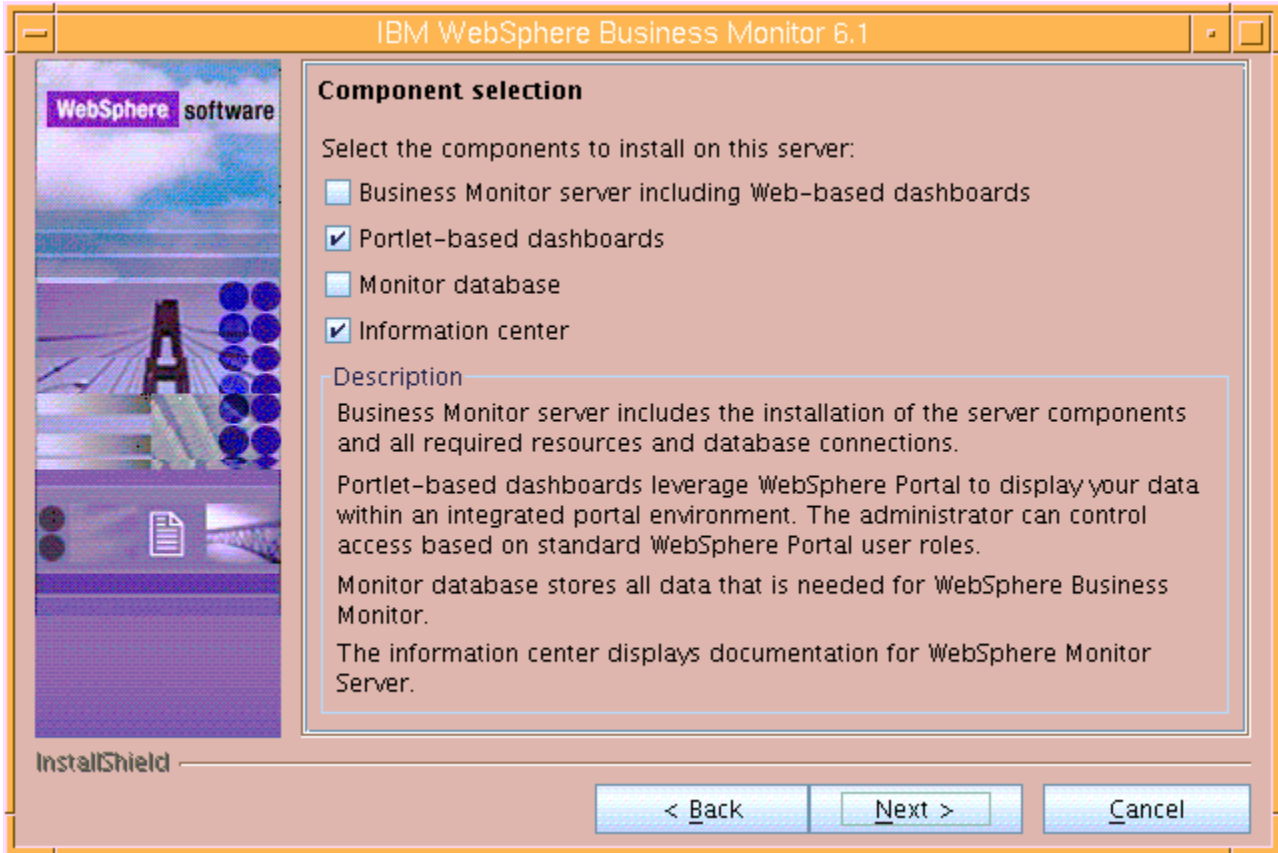 IBM WebSphere Business Monitor 6.1
WebSphere software
Component selection
Select the components to install on this server:
Business Monitor server including Web-based dashboards
Portlet-based dashboards
Monitor database
Information center
Description
Business Monitor server includes the installation of the server components
and all required resources and database connections.
Portlet-based dashboards leverage WebSphere Portal to display your data
within an integrated portal environment. The administrator can control
access based on standard WebSphere Portal user roles.
Monitor database stores all data that is needed for WebSphere Business
Monitor.
The information center displays documentation for WebSphere Monitor
Server.
InstallShield
< Back
Next >
Cancel